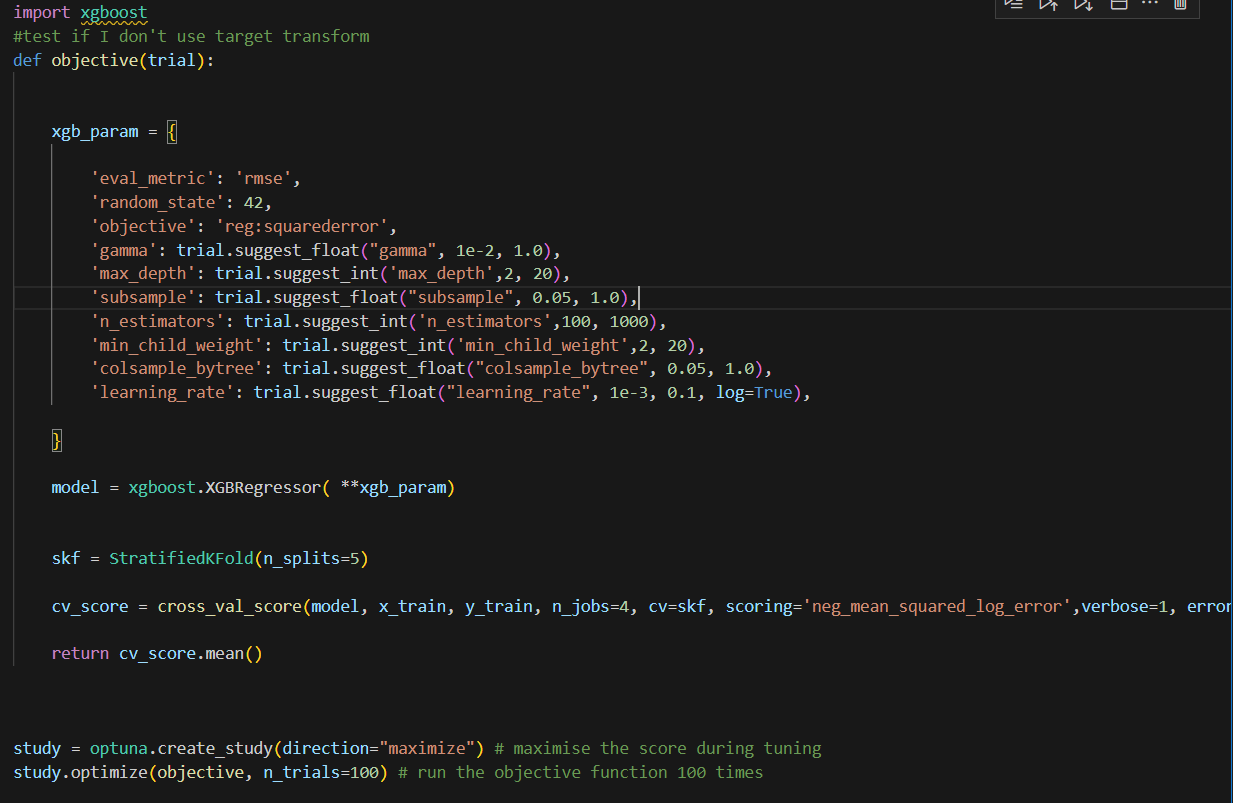 import xgboost
#test if I don't use target transform
def objective(trial):
xgb_param = {
'eval_metric': 'rmse',
'random_state': 42,
'objective': 'reg:squarederror',
'gamma': trial.suggest_float("gamma", 1e-2, 1.0),
'max_depth': trial.suggest_int('max_depth',2, 20),
'subsample': trial.suggest_float("subsample", 0.05, 1.0),
'n_estimators': trial.suggest_int('n_estimators',100, 1000),
'min_child_weight': trial.suggest_int('min_child_weight',2, 20),
'colsample_bytree': trial.suggest_float("colsample_bytree", 0.05, 1.0),
'learning_rate': trial.suggest_float("learning_rate", 1e-3, 0.1, log=True),
}
model = xgboost.XGBRegressor( **xgb_param)
skf = StratifiedKFold(n_splits=5)
cv_score = cross_val_score(model, x_train, y_train, n_jobs=4, cv=skf, scoring='neg_mean_squared_log_error',verbose=1, error
return cv_score.mean()
study = optuna.create_study(direction="maximize") # maximise the score during tuning
study.optimize(objective, n_trials=100) # run the objective function 100 times